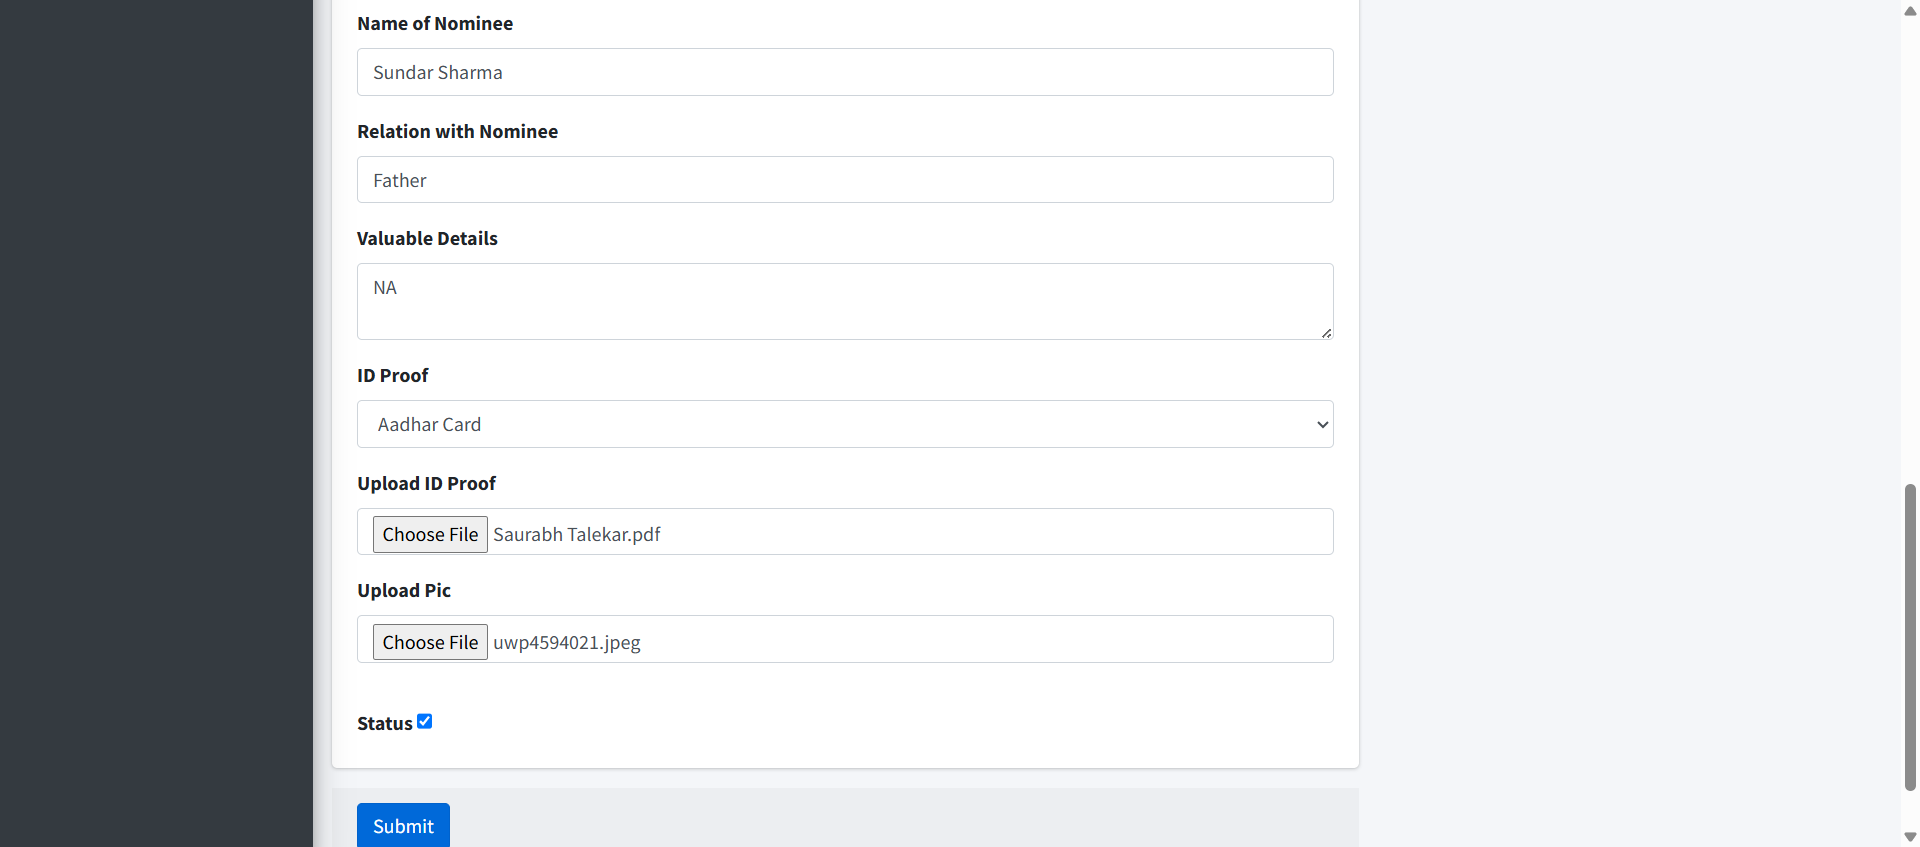 Name of Nominee
Sundar Sharma
Relation with Nominee
Father
Valuable Details
NA
ID Proof
Aadhar Card
Upload ID Proof
Choose File Saurabh Talekar.pdf
Upload Pic
Choose File uwp4594021.jpeg
Status
Submit